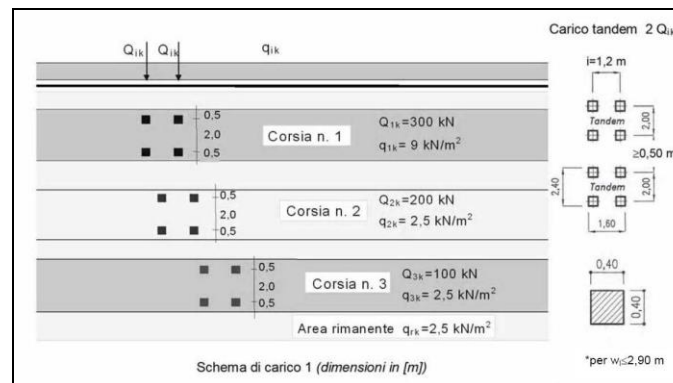 Carico tandem 2 Qik
Qik Qik qik
i=1,2 m
0,5
2,0
0,5
Corsia n. 1
Q1k=300 kN
q1k= 9 kN/m²
Tandem
2,00
≥0,50 m
0,5
2,0
0,5
Corsia n. 2
Q2k=200 kN
q2k= 2,5 kN/m²
2,40
Tandem
2,00
1,60
0,5
2,0
0,5
Corsia n. 3
Q3k=100 kN
q3k= 2,5 kN/m²
0,40
0,40
Area rimanente qrk=2,5 kN/m²
Schema di carico 1 (dimensioni in [m])
*per wl≤2,90 m